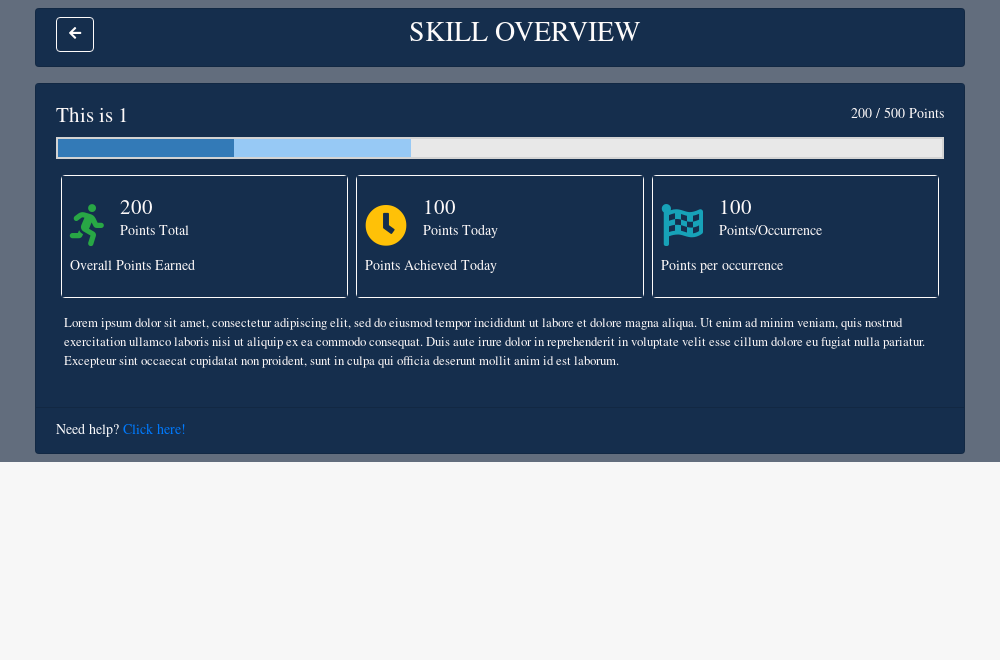 SKILL OVERVIEW
This is 1
200 / 500 Points
200
Points Total
Overall Points Earned
100
Points Today
Points Achieved Today
100
Points/Occurrence
Points per occurrence
Lorem ipsum dolor sit amet, consectetur adipiscing elit, sed do eiusmod tempor incididunt ut labore et dolore magna aliqua. Ut enim ad minim veniam, quis nostrud
exercitation ullamco laboris nisi ut aliquip ex ea commodo consequat. Duis aute irure dolor in reprehenderit in voluptate velit esse cillum dolore eu fugiat nulla pariatur.
Excepteur sint occaecat cupidatat non proident, sunt in culpa qui officia deserunt mollit anim id est laborum.
Need help? Click here!